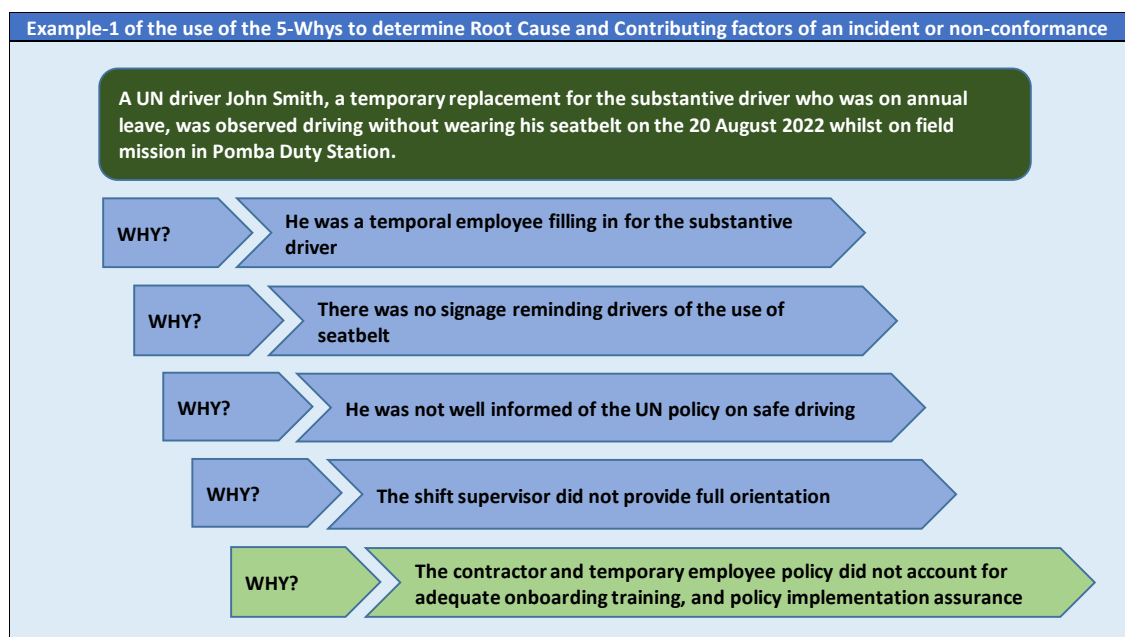 Example-1 of the use of the 5-Whys to determine Root Cause and Contributing factors of an incident or non-conformance
A UN driver John Smith, a temporary replacement for the substantive driver who was on annual
leave, was observed driving without wearing his seatbelt on the 20 August 2022 whilst on field
mission in Pomba Duty Station.
WHY?
He was a temporal employee filling in for the substantive
driver
WHY?
There was no signage reminding drivers of the use of
seatbelt
WHY?
He was not well informed of the UN policy on safe driving
WHY?
The shift supervisor did not provide full orientation
WHY?
The contractor and temporary employee policy did not account for
adequate onboarding training, and policy implementation assurance